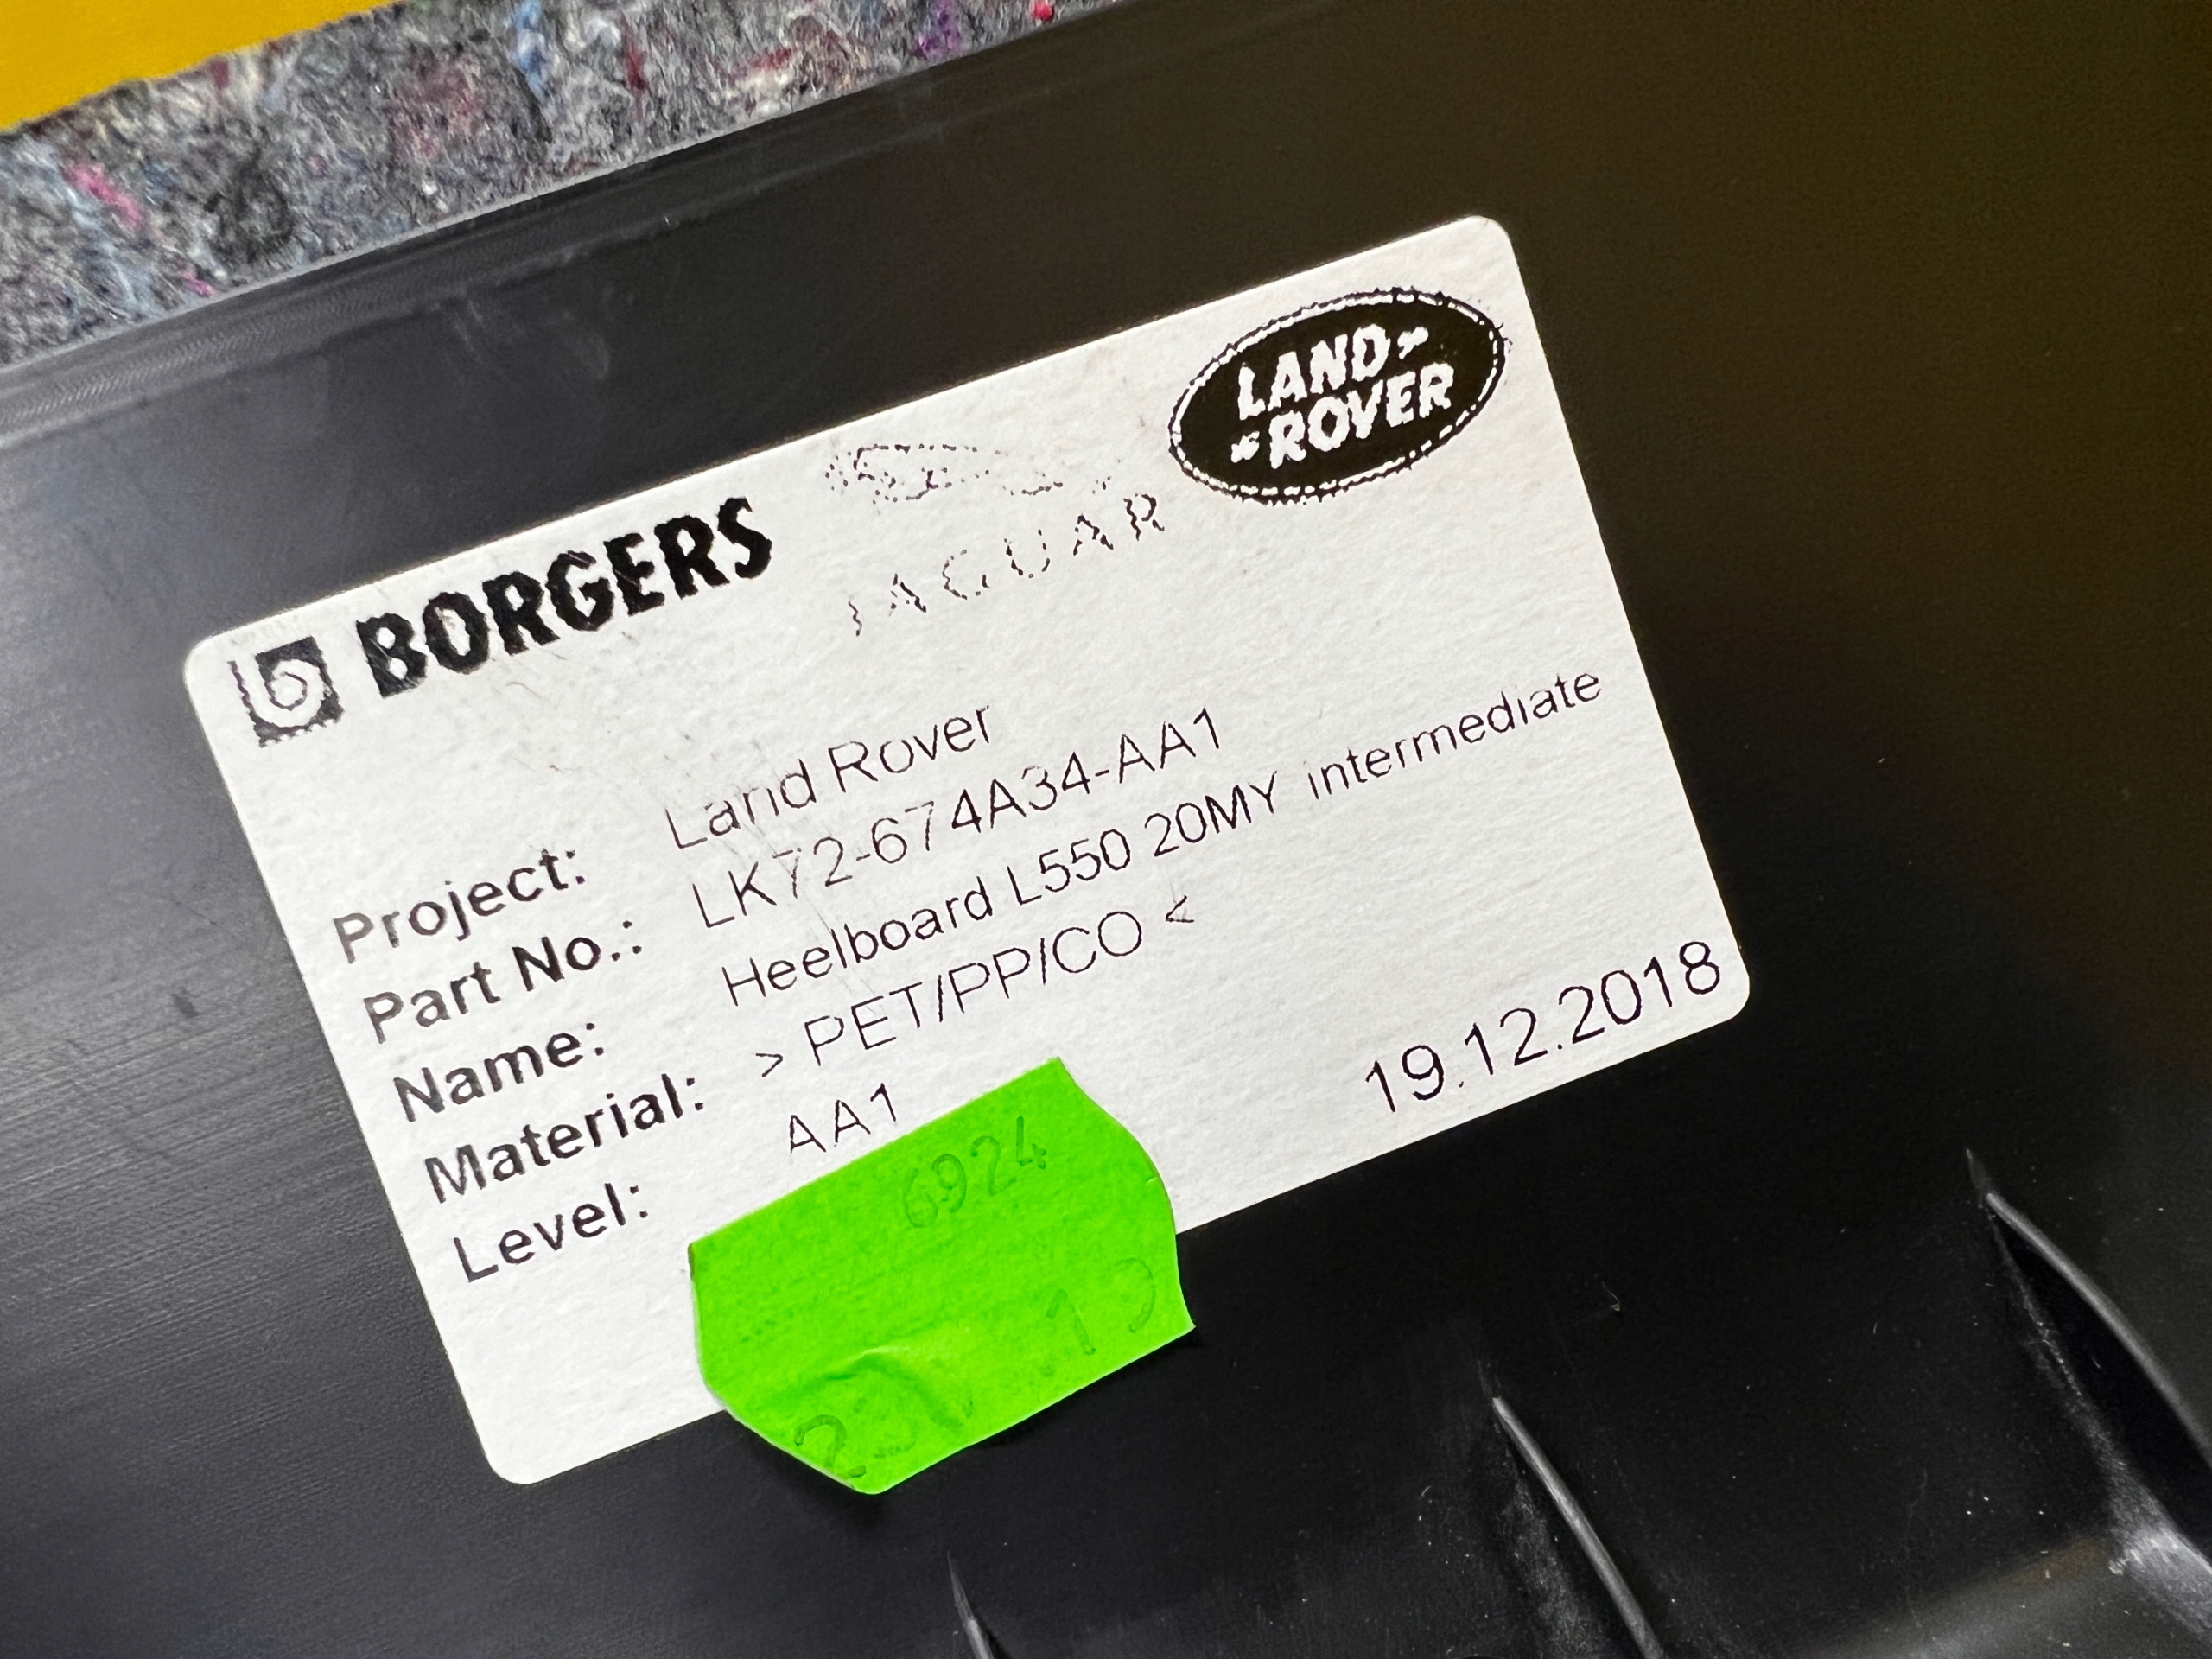 BORGERS
JAGUAR
LAND
ROVER
Project: Land Rover
Part No.: LK72-674A34-AA1
Name: Heelboard L550 20MY intermediate
Material: > PET/PP/CO <
Level: AA1
19.12.2018
6924